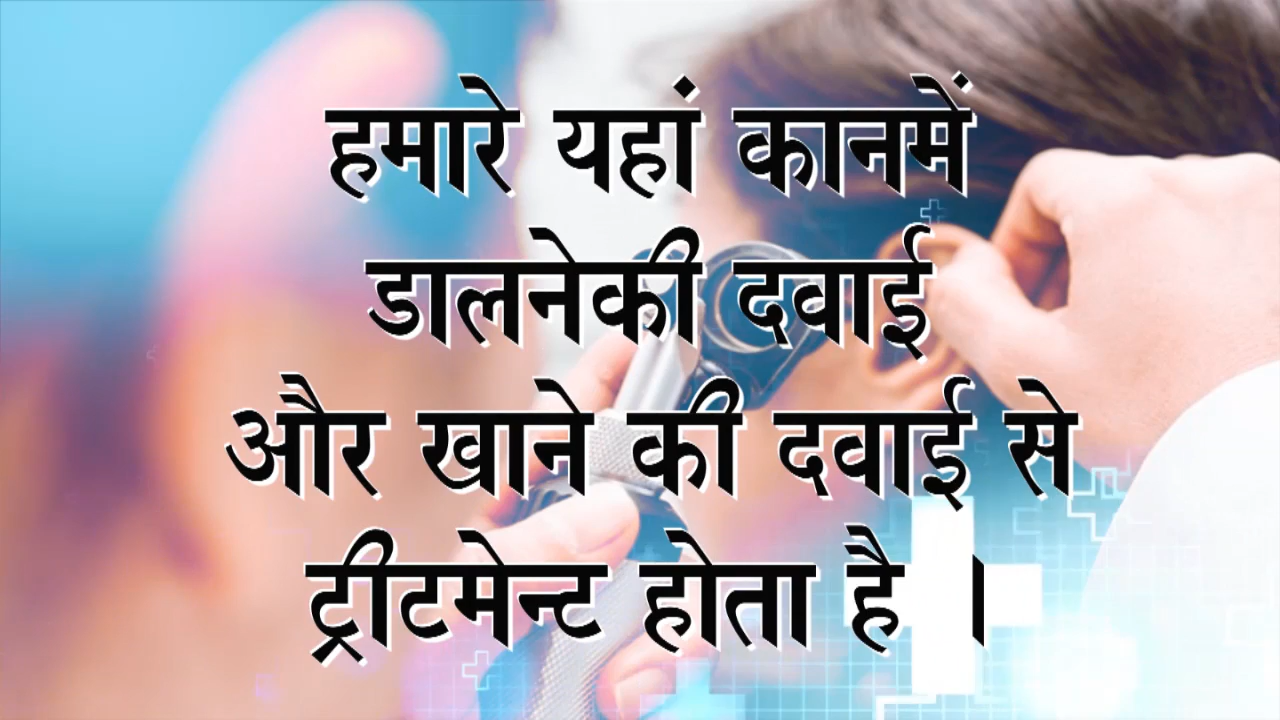 हमारे यहां कानमें
डालनेकी दवाई
और खाने की दवाई से
ट्रीटमेन्ट होता है ।